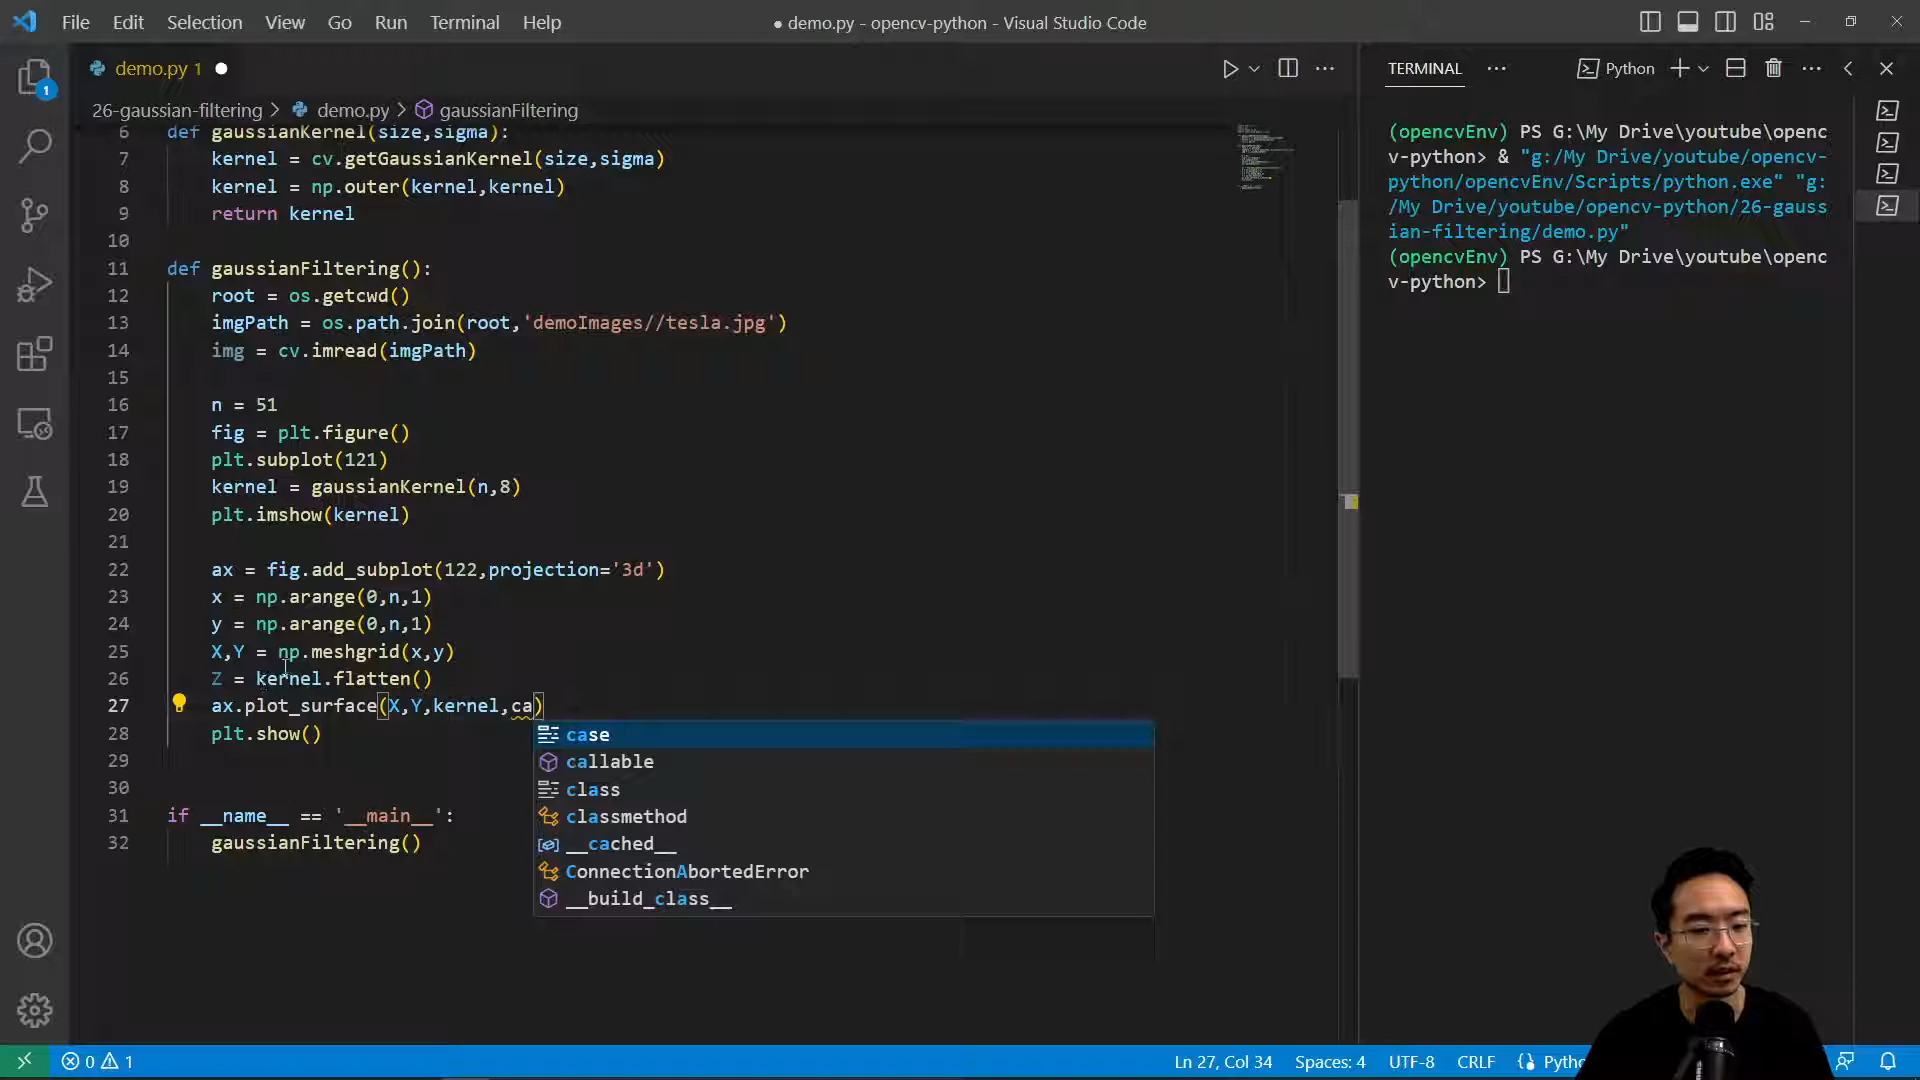 File Edit Selection View Go Run Terminal Help
● demo.py - opencv-python - Visual Studio Code
demo.py 1
26-gaussian-filtering > demo.py > gaussianFiltering
6 def gaussianKernel(size,sigma):
7 kernel = cv.getGaussianKernel(size,sigma)
8 kernel = np.outer(kernel,kernel)
9 return kernel
10
11 def gaussianFiltering():
12 root = os.getcwd()
13 imgPath = os.path.join(root,'demoImages//tesla.jpg')
14 img = cv.imread(imgPath)
15
16 n = 51
17 fig = plt.figure()
18 plt.subplot(121)
19 kernel = gaussianKernel(n,8)
20 plt.imshow(kernel)
21
22 ax = fig.add_subplot(122,projection='3d')
23 x = np.arange(0,n,1)
24 y = np.arange(0,n,1)
25 X,Y = np.meshgrid(x,y)
26 Z = kernel.flatten()
27 ax.plot_surface(X,Y,kernel,ca)
28 plt.show()
29
30
31 if __name__ == '__main__':
32 gaussianFiltering()
case
callable
class
classmethod
__cached__
ConnectionAbortedError
__build_class__
TERMINAL
Python
(opencvEnv) PS G:\My Drive\youtube\openc
v-python> & "g:/My Drive/youtube/opencv-
python/opencvEnv/Scripts/python.exe" "g:
/My Drive/youtube/opencv-python/26-gauss
ian-filtering/demo.py"
(opencvEnv) PS G:\My Drive\youtube\openc
v-python>
1
0 1
Ln 27, Col 34 Spaces: 4 UTF-8 CRLF